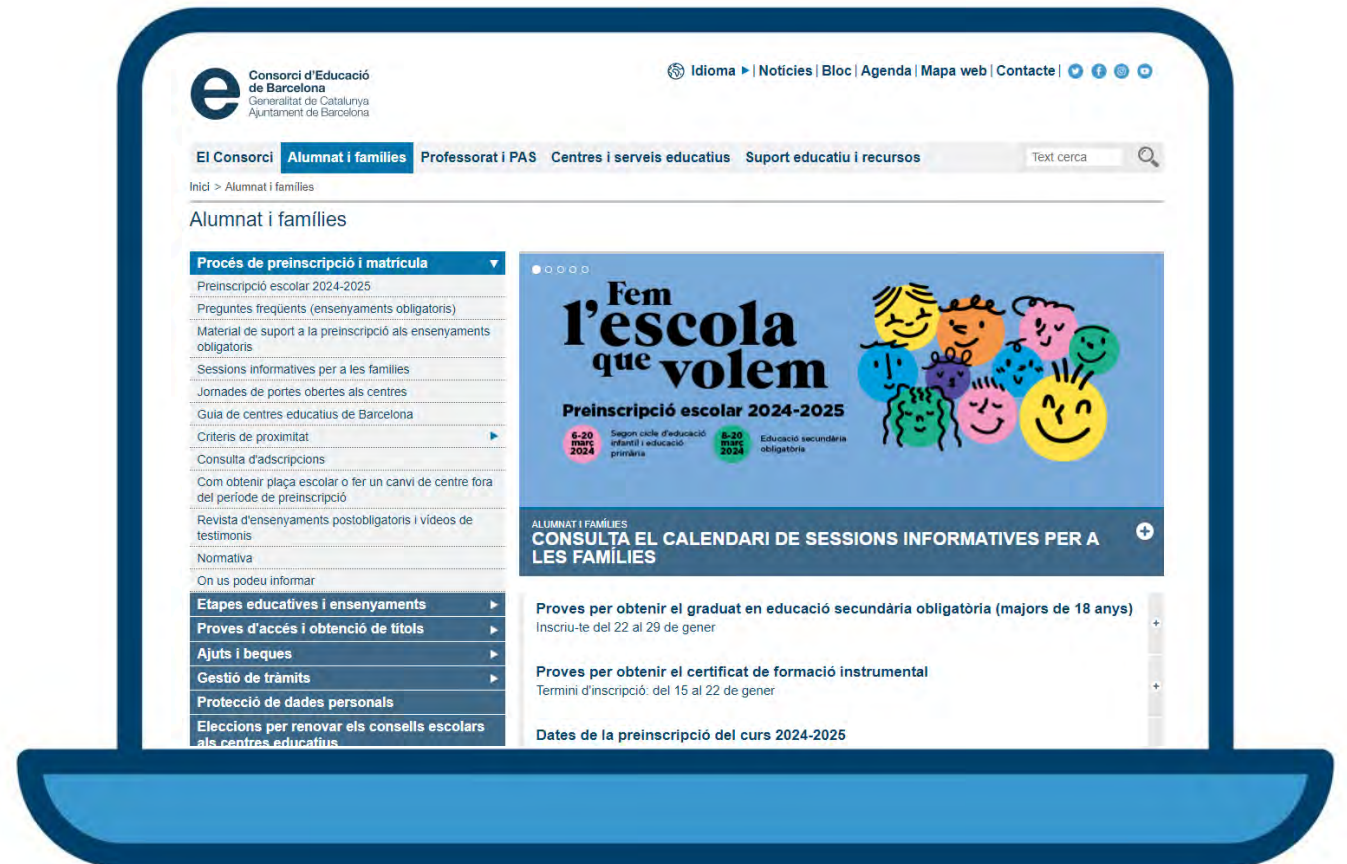 Consorci d'Educació
de Barcelona
Generalitat de Catalunya
Ajuntament de Barcelona
Idioma ▸ | Notícies | Bloc | Agenda | Mapa web | Contacte |
El Consorci Alumnat i famílies Professorat i PAS Centres i serveis educatius Suport educatiu i recursos Text cerca
Inici > Alumnat i famílies
Alumnat i famílies
Procés de preinscripció i matrícula
Preinscripció escolar 2024-2025
Preguntes freqüents (ensenyaments obligatoris)
Material de suport a la preinscripció als ensenyaments
obligatoris
Sessions informatives per a les famílies
Jornades de portes obertes als centres
Guia de centres educatius de Barcelona
Criteris de proximitat
Consulta d'adscripcions
Com obtenir plaça escolar o fer un canvi de centre fora
del període de preinscripció
Revista d'ensenyaments postobligatoris i vídeos de
testimonis
Normativa
On us podeu informar
Etapes educatives i ensenyaments
Proves d'accés i obtenció de títols
Ajuts i beques
Gestió de tràmits
Protecció de dades personals
Eleccions per renovar els consells escolars
als centres educatius
Fem
l'escola
que volem
Preinscripció escolar 2024-2025
6-20
març
2024
Segon cicle d'educació
infantil i educació
primària
8-20
març
2024
Educació secundària
obligatòria
ALUMNAT I FAMÍLIES
CONSULTA EL CALENDARI DE SESSIONS INFORMATIVES PER A
LES FAMÍLIES
Proves per obtenir el graduat en educació secundària obligatòria (majors de 18 anys)
Inscriu-te del 22 al 29 de gener
Proves per obtenir el certificat de formació instrumental
Termini d'inscripció: del 15 al 22 de gener
Dates de la preinscripció del curs 2024-2025